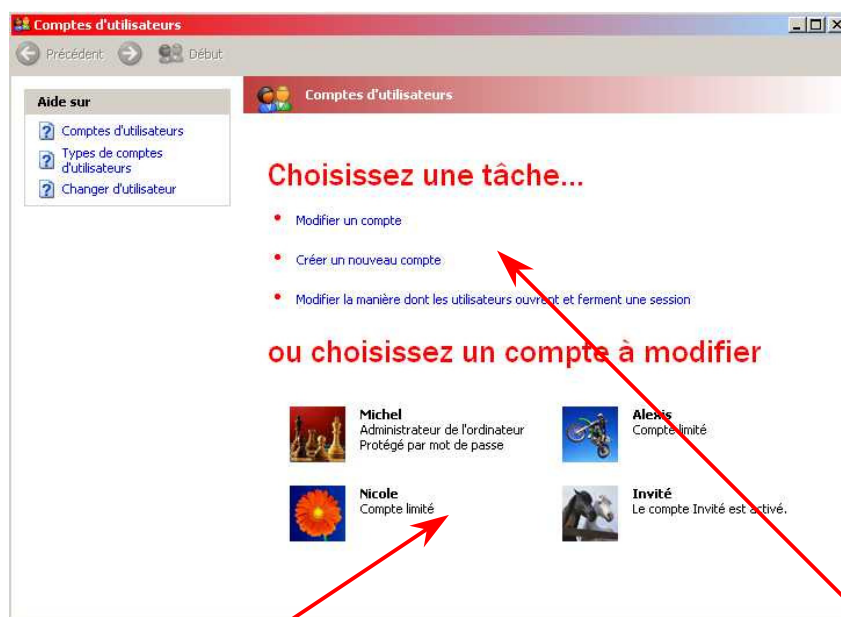 Comptes d'utilisateurs
Précédent
Début
Aide sur
Comptes d'utilisateurs
Types de comptes
d'utilisateurs
Changer d'utilisateur
Comptes d'utilisateurs
Choisissez une tâche...
• Modifier un compte
• Créer un nouveau compte
• Modifier la manière dont les utilisateurs ouvrent et ferment une session
ou choisissez un compte à modifier
Michel
Administrateur de l'ordinateur
Protégé par mot de passe
Alexis
Compte limité
Nicole
Compte limité
Invité
Le compte Invité est activé.